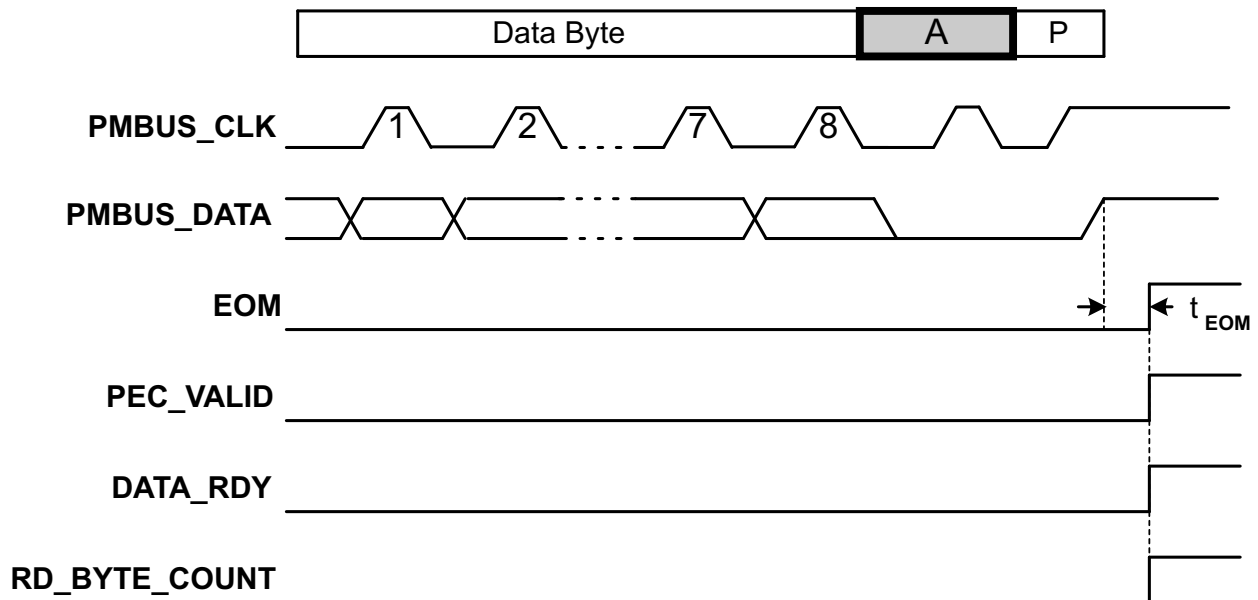 Data Byte A P
PMBUS_CLK 1 2 7 8
PMBUS_DATA
EOM t EOM
PEC_VALID
DATA_RDY
RD_BYTE_COUNT